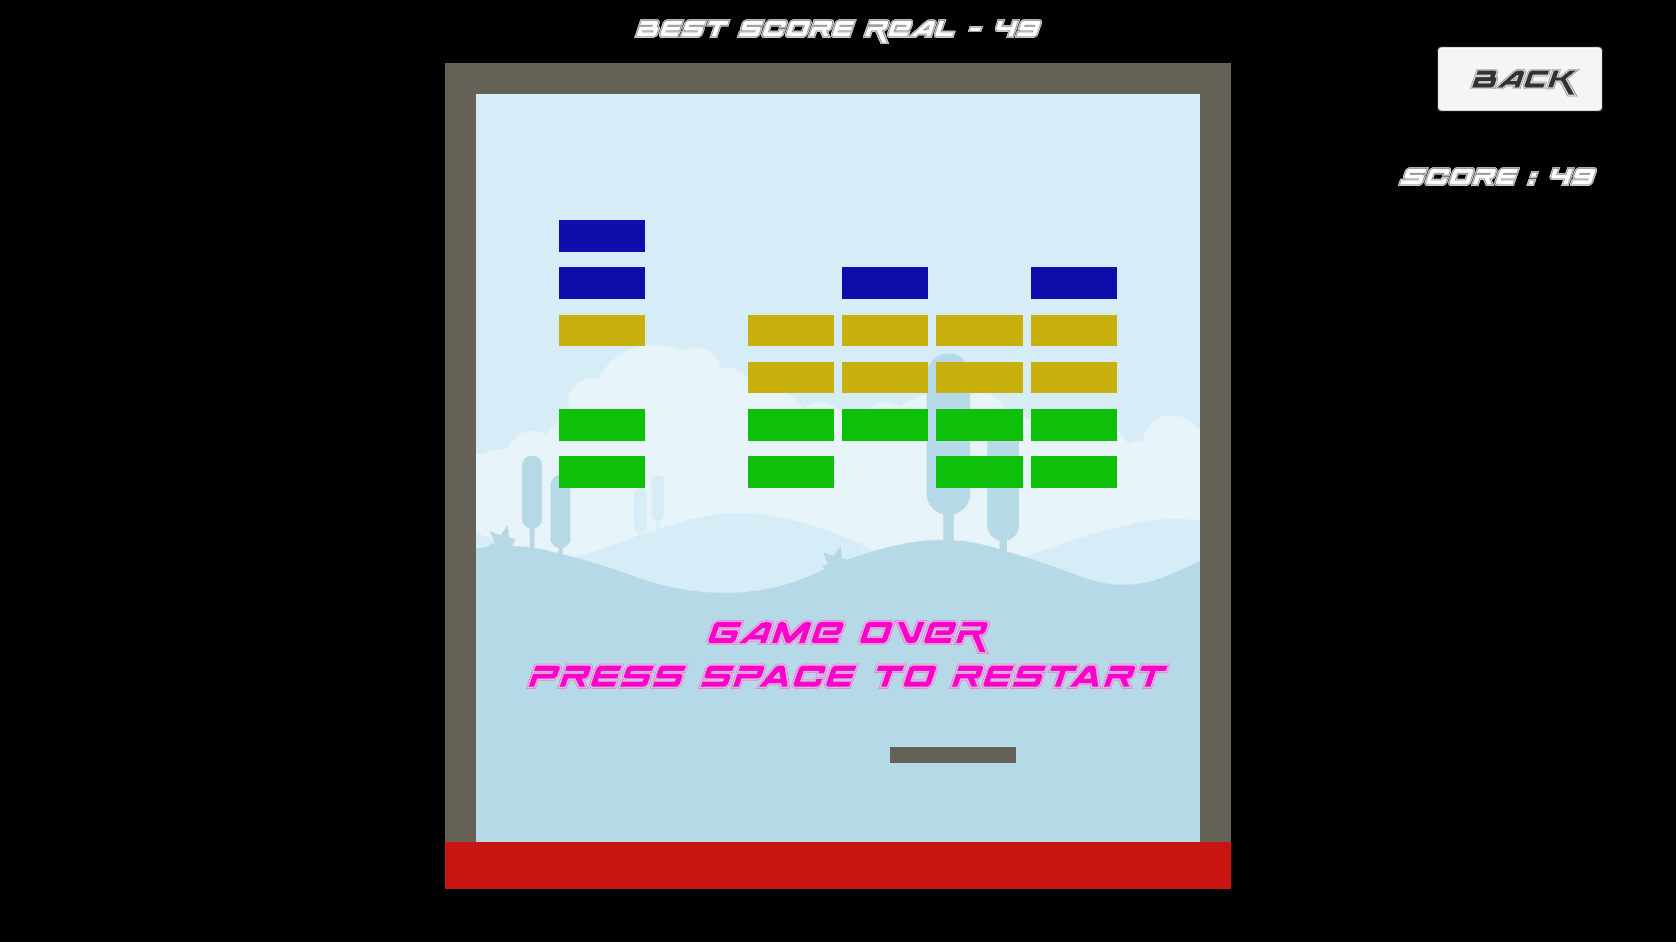 BEST SCORE REAL - 49
BACK
SCORE : 49
GAME OVER
PRESS SPACE TO RESTART